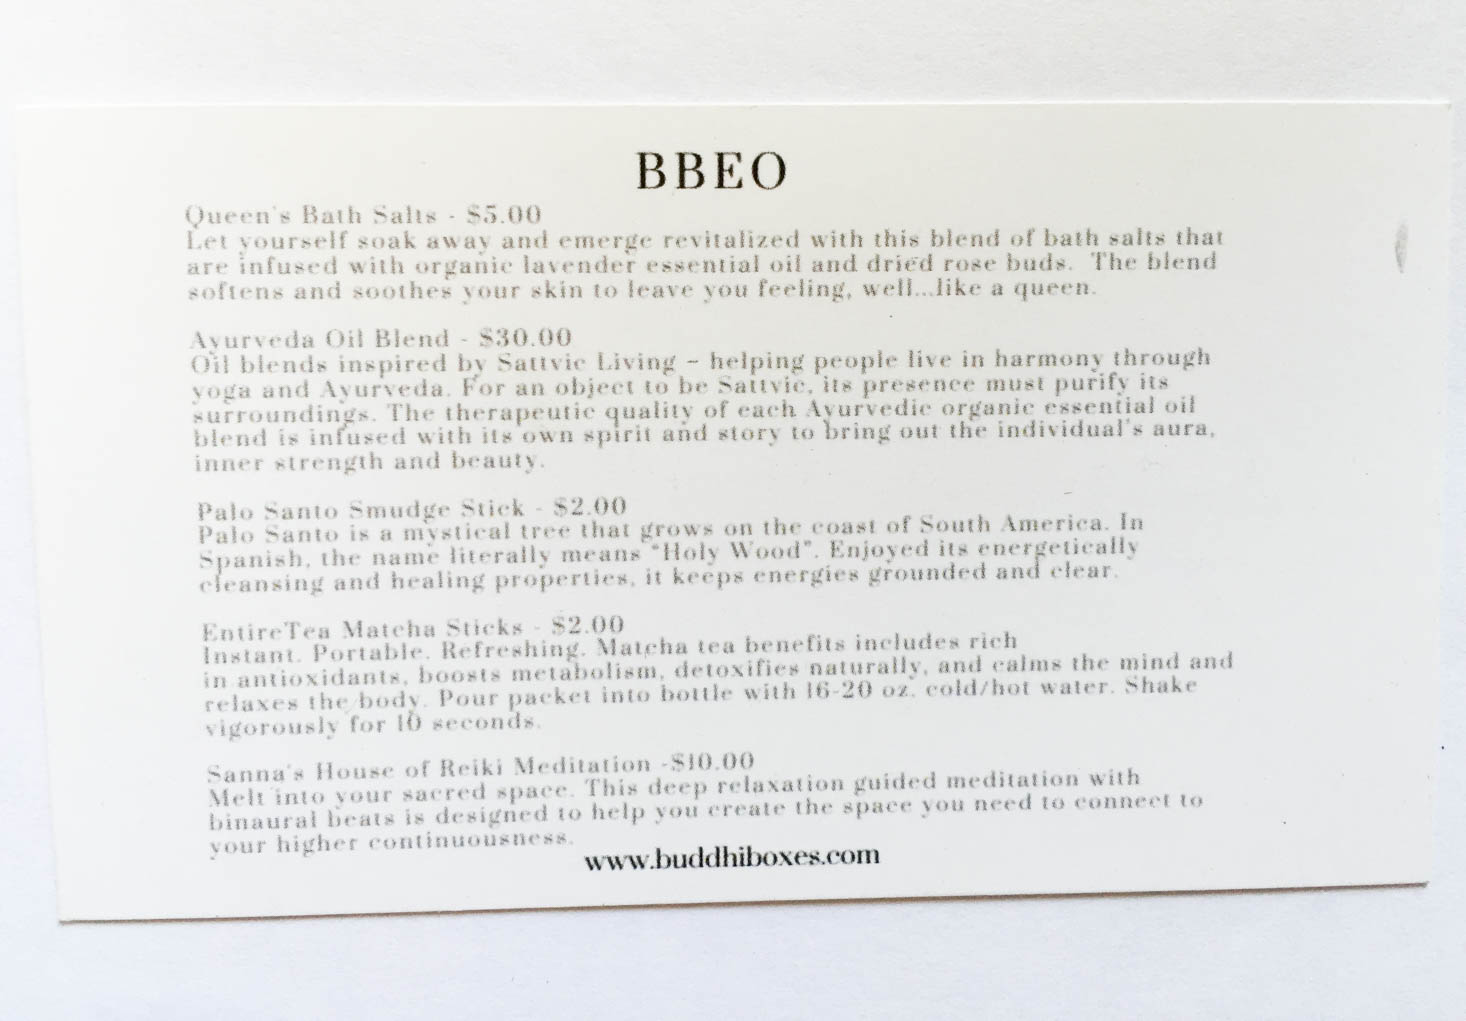 BBEO
Queen's Bath Salts - $5.00
Let yourself soak away and emerge revitalized with this blend of bath salts that
are infused with organic lavender essential oil and dried rose buds.  The blend
softens and soothes your skin to leave you feeling, well...like a queen.
Ayurveda Oil Blend - $30.00
Oil blends inspired by Sattvic Living – helping people live in harmony through
yoga and Ayurveda. For an object to be Sattvic, its presence must purify its
surroundings. The therapeutic quality of each Ayurvedic organic essential oil
blend is infused with its own spirit and story to bring out the individual's aura,
inner strength and beauty.
Palo Santo Smudge Stick - $2.00
Palo Santo is a mystical tree that grows on the coast of South America. In
Spanish, the name literally means "Holy Wood". Enjoyed its energetically
cleansing and healing properties, it keeps energies grounded and clear.
EntireTea Matcha Sticks - $2.00
Instant. Portable. Refreshing. Matcha tea benefits includes rich
in antioxidants, boosts metabolism, detoxifies naturally, and calms the mind and
relaxes the body. Pour packet into bottle with 16-20 oz. cold/hot water. Shake
vigorously for 10 seconds.
Sanna's House of Reiki Meditation -$10.00
Melt into your sacred space. This deep relaxation guided meditation with
binaural beats is designed to help you create the space you need to connect to
your higher continuousness.
www.buddhiboxes.com